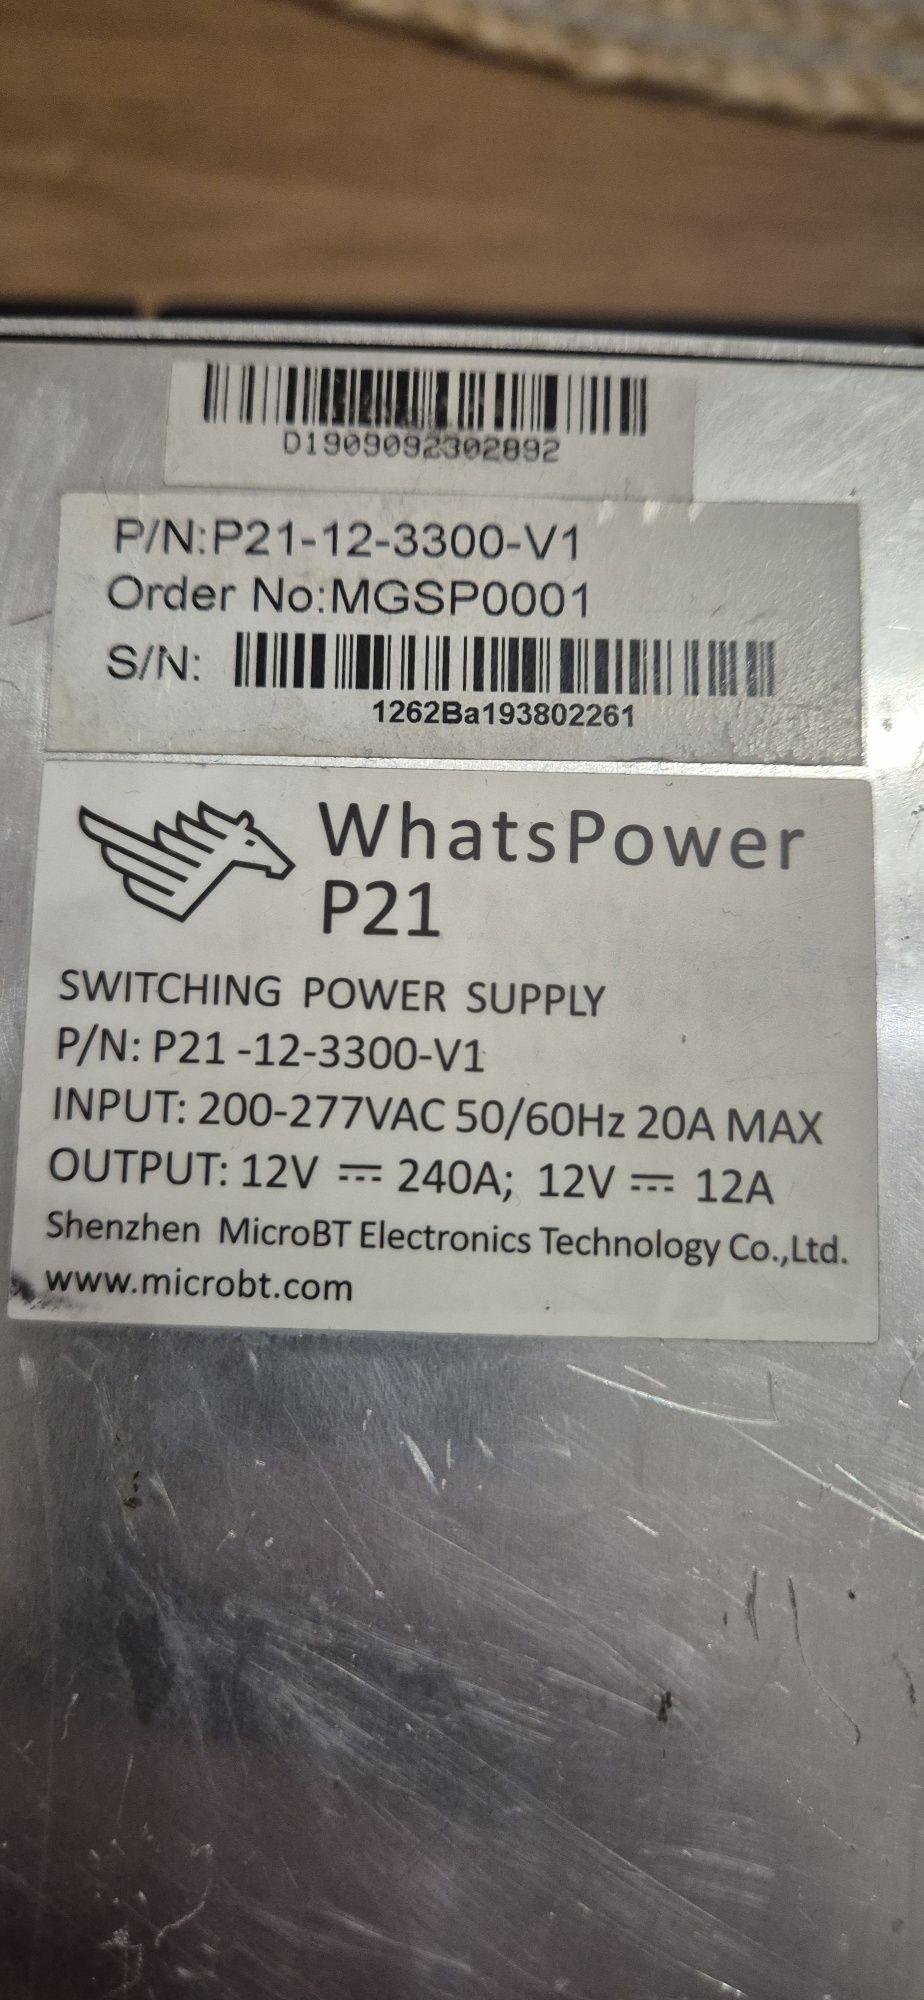 D1909092302892
P/N:P21-12-3300-V1
Order No:MGSP0001
S/N:
1262Ba193802261
WhatsPower
P21
SWITCHING POWER SUPPLY
P/N: P21 -12-3300-V1
INPUT: 200-277VAC 50/60Hz 20A MAX
OUTPUT: 12V ⎓ 240A; 12V ⎓ 12A
Shenzhen MicroBT Electronics Technology Co.,Ltd.
www.microbt.com